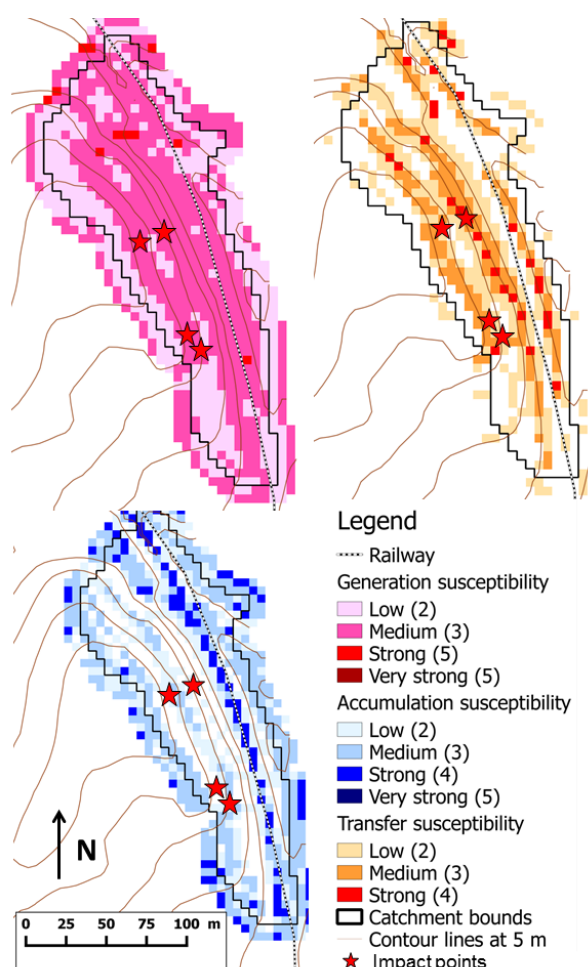 Legend
Railway
Generation susceptibility
Low (2)
Medium (3)
Strong (5)
Very strong (5)
Accumulation susceptibility
Low (2)
Medium (3)
Strong (4)
Very strong (5)
Transfer susceptibility
Low (2)
Medium (3)
Strong (4)
Catchment bounds
Contour lines at 5 m
Impact points
N
0 25 50 75 100 m